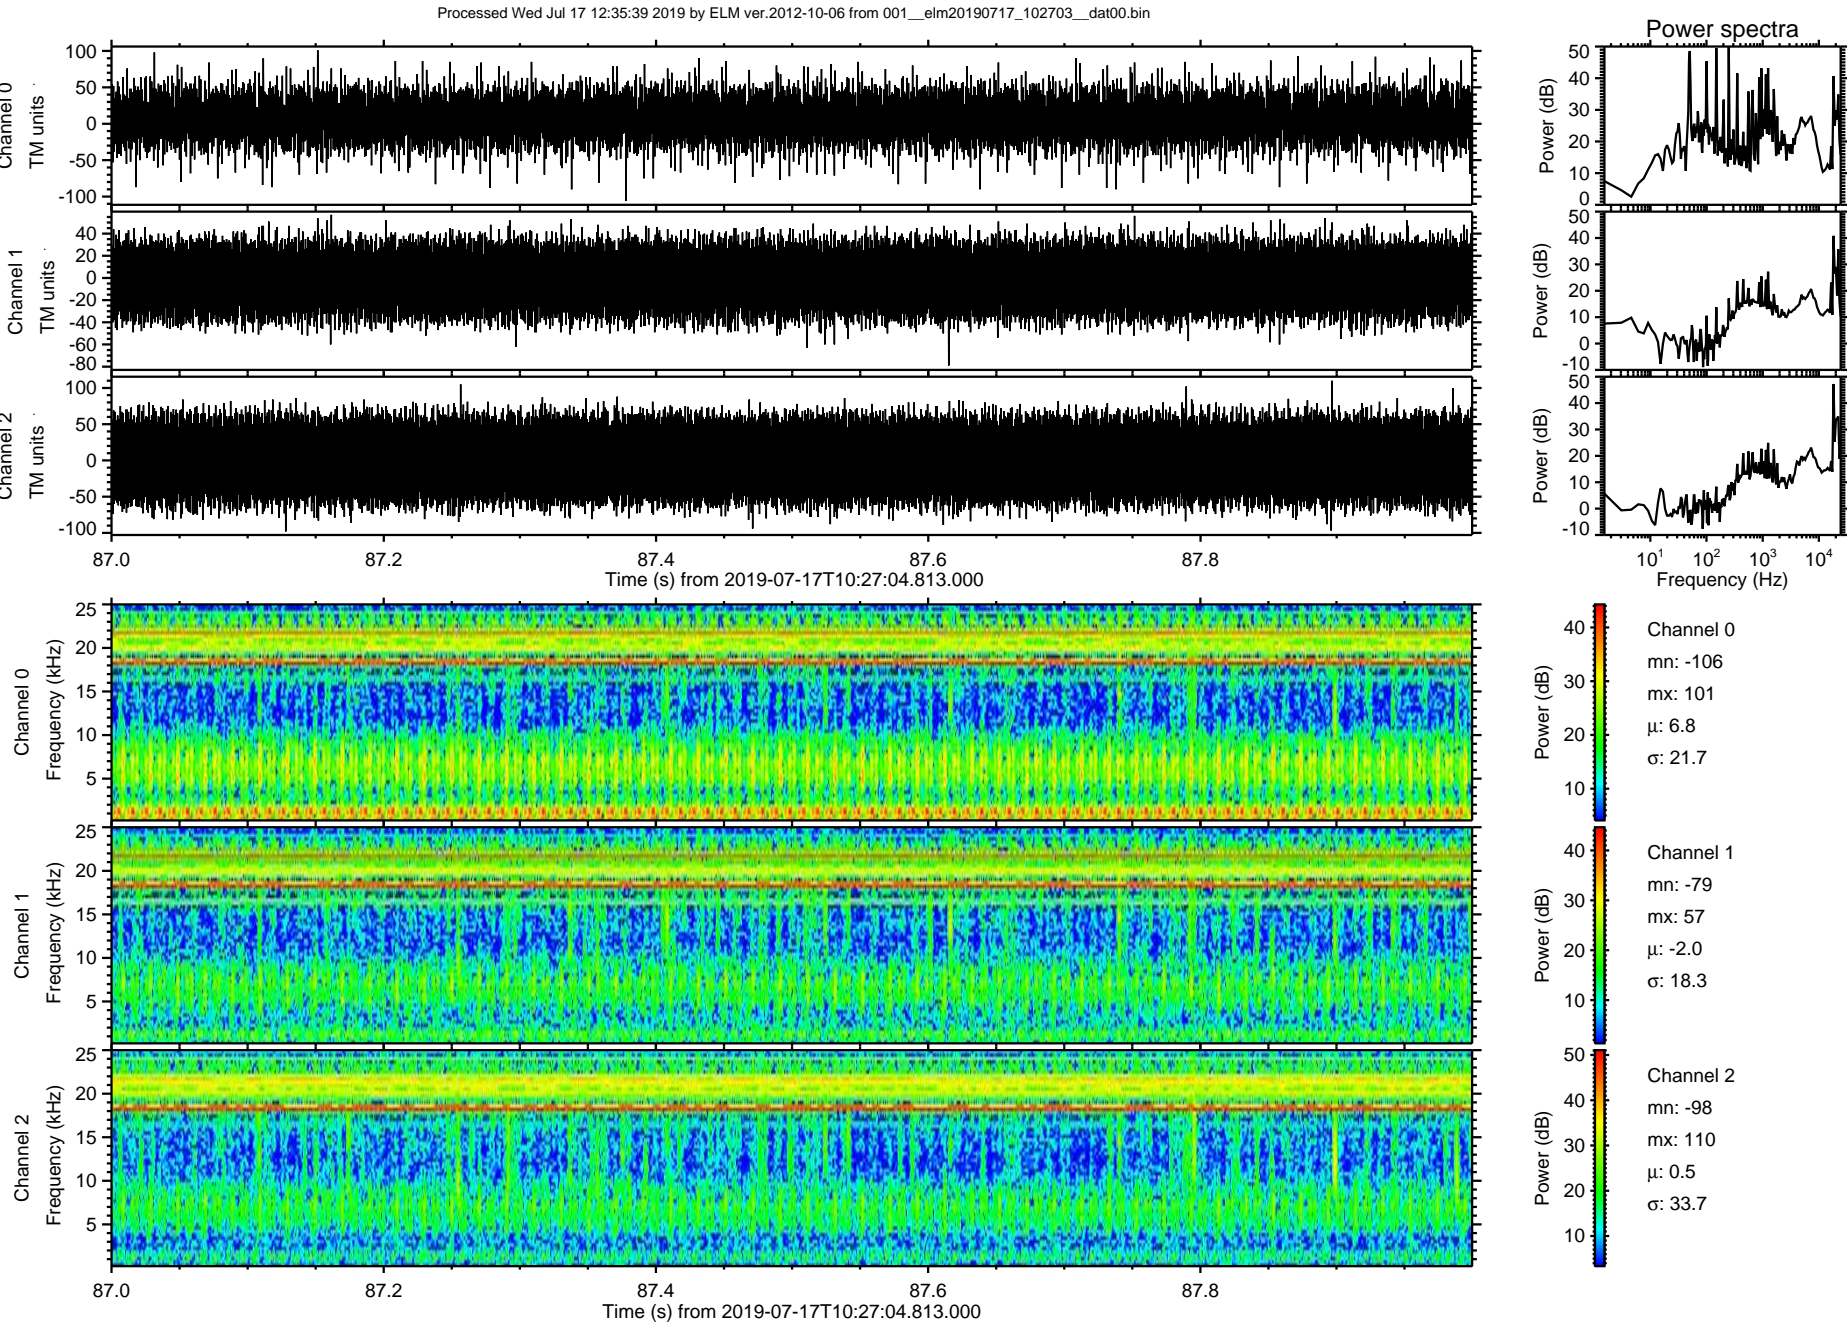 Processed Wed Jul 17 12:35:39 2019 by ELM ver.2012-10-06 from 001__elm20190717_102703__dat00.bin
Power spectra
Channel 0
TM units
100
50
0
-50
-100
Power (dB)
50
40
30
20
10
0
Channel 1
TM units
40
20
0
-20
-40
-60
-80
Power (dB)
50
40
30
20
10
0
-10
Channel 2
TM units
100
50
0
-50
-100
Power (dB)
50
40
30
20
10
0
-10
87.0 87.2 87.4 87.6 87.8
Time (s) from 2019-07-17T10:27:04.813.000
10¹ 10² 10³ 10⁴
Frequency (Hz)
Channel 0
Frequency (kHz)
25
20
15
10
5
Power (dB)
40
30
20
10
Channel 0
mn: -106
mx: 101
μ: 6.8
σ: 21.7
Channel 1
Frequency (kHz)
25
20
15
10
5
Power (dB)
40
30
20
10
Channel 1
mn: -79
mx: 57
μ: -2.0
σ: 18.3
Channel 2
Frequency (kHz)
25
20
15
10
5
Power (dB)
50
40
30
20
10
Channel 2
mn: -98
mx: 110
μ: 0.5
σ: 33.7
87.0 87.2 87.4 87.6 87.8
Time (s) from 2019-07-17T10:27:04.813.000